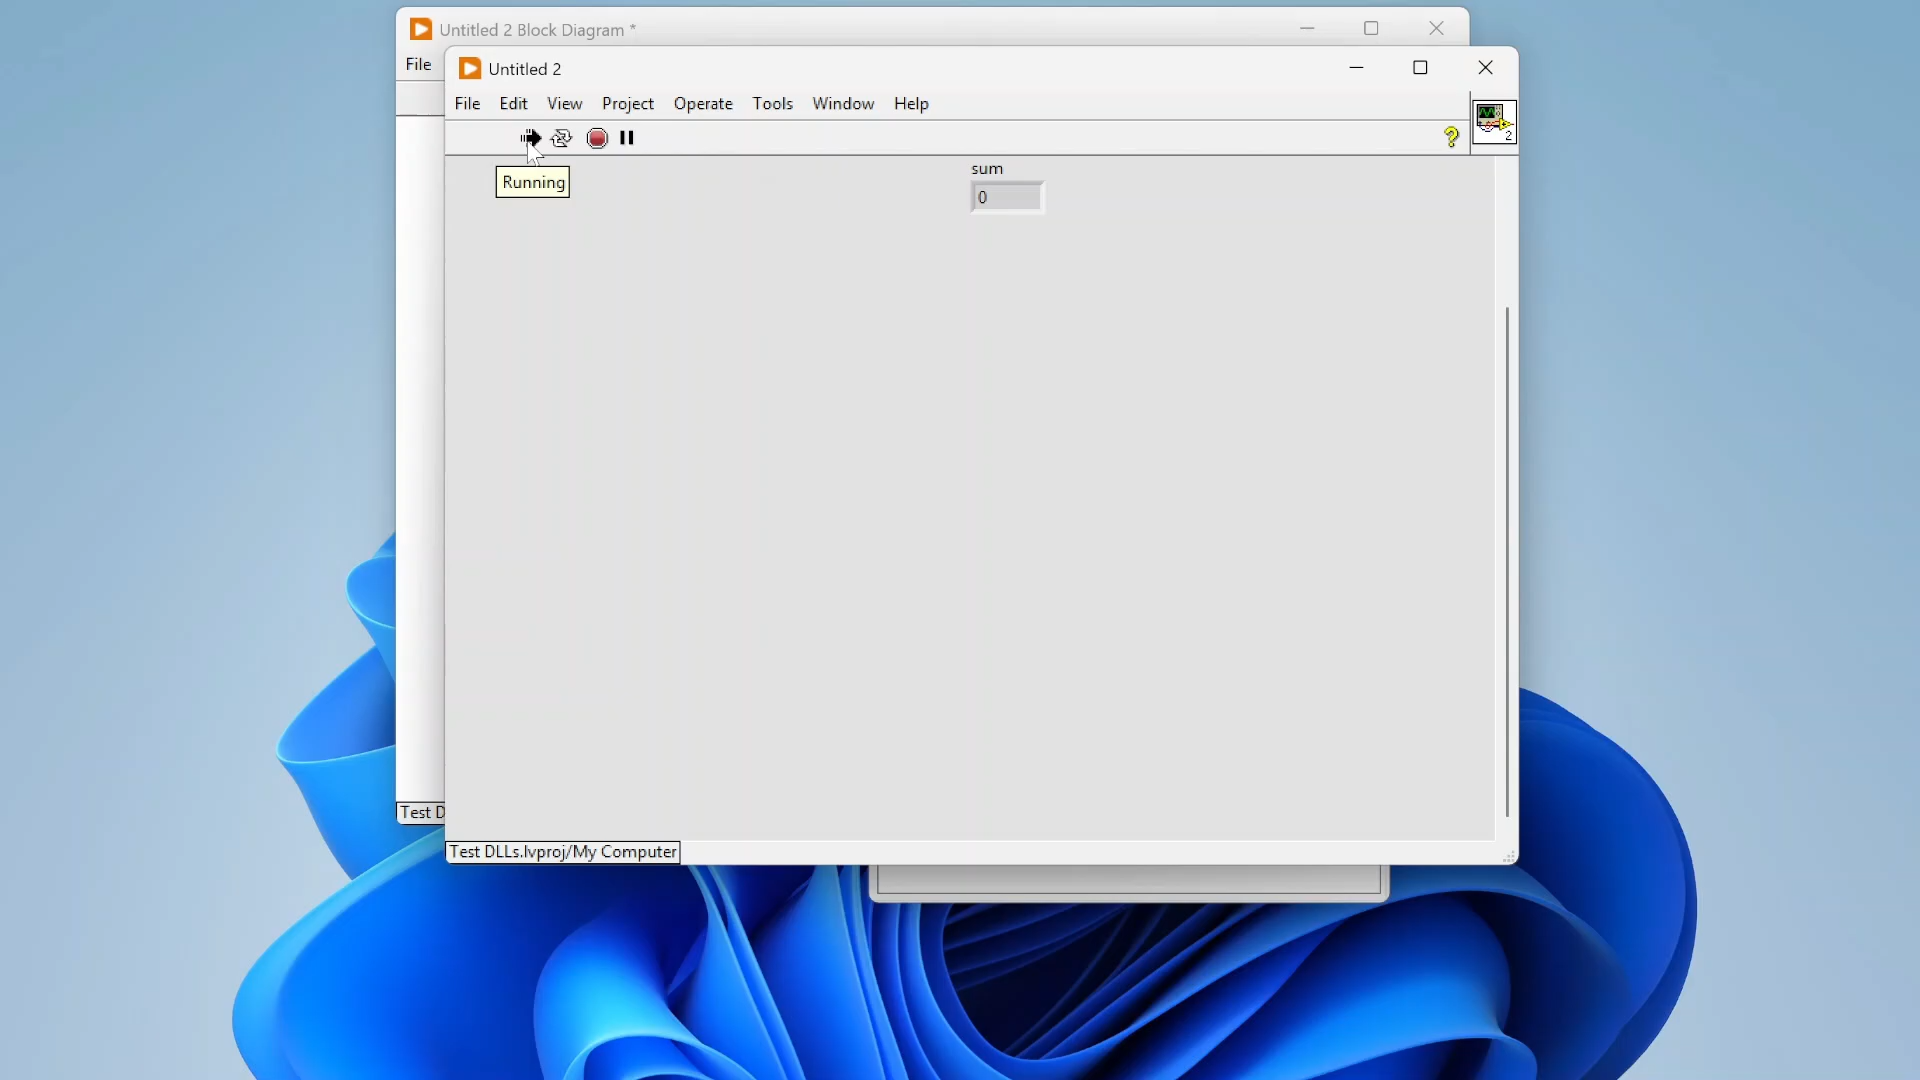 Untitled 2 Block Diagram *
File
Untitled 2
File Edit View Project Operate Tools Window Help
2
Running
sum
0
Test D
Test DLLs.lvproj/My Computer